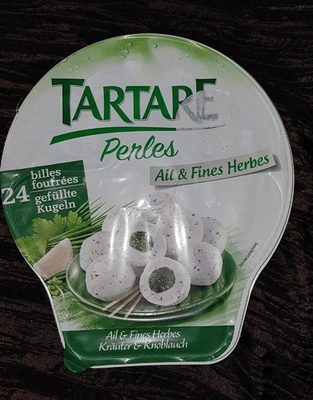 TARTARE
Perles
Ail & Fines Herbes
24 billes
fourrées
gefüllte
Kugeln
Ail & Fines Herbes
Kräuter & Knoblauch